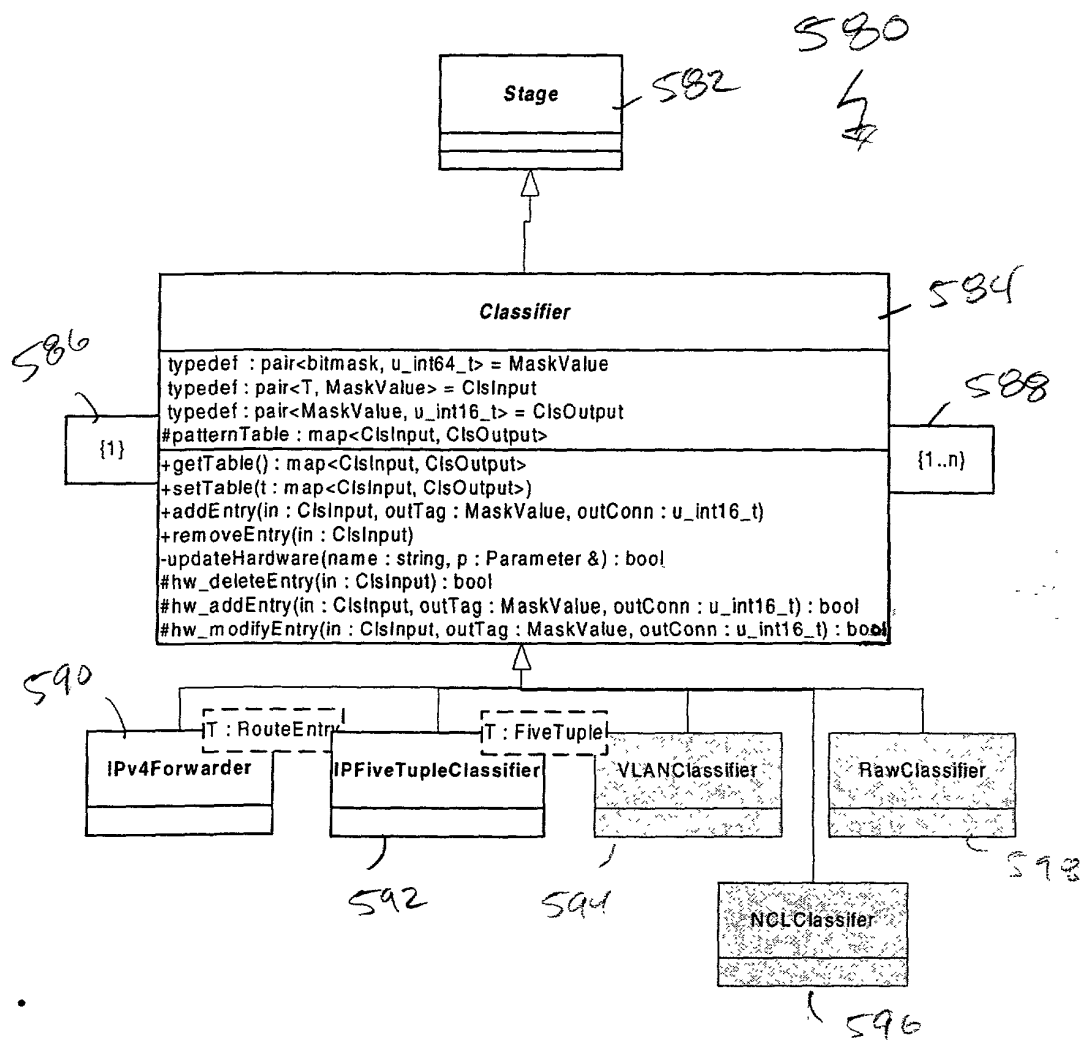 580
Stage
582
Classifier
584
586
typedef : pair<bitmask, u_int64_t> = MaskValue
typedef : pair<T, MaskValue> = ClsInput
typedef : pair<MaskValue, u_int16_t> = ClsOutput
#patternTable : map<ClsInput, ClsOutput>
588
{1}
{1..n}
+getTable() : map<ClsInput, ClsOutput>
+setTable(t : map<ClsInput, ClsOutput>)
+addEntry(in : ClsInput, outTag : MaskValue, outConn : u_int16_t)
+removeEntry(in : ClsInput)
-updateHardware(name : string, p : Parameter &) : bool
#hw_deleteEntry(in : ClsInput) : bool
#hw_addEntry(in : ClsInput, outTag : MaskValue, outConn : u_int16_t) : bool
#hw_modifyEntry(in : ClsInput, outTag : MaskValue, outConn : u_int16_t) : bool
590
T : RouteEntry
T : FiveTuple
IPv4Forwarder
IPFiveTupleClassifier
VLANClassifier
RawClassifier
592
594
598
NCLClassifer
596